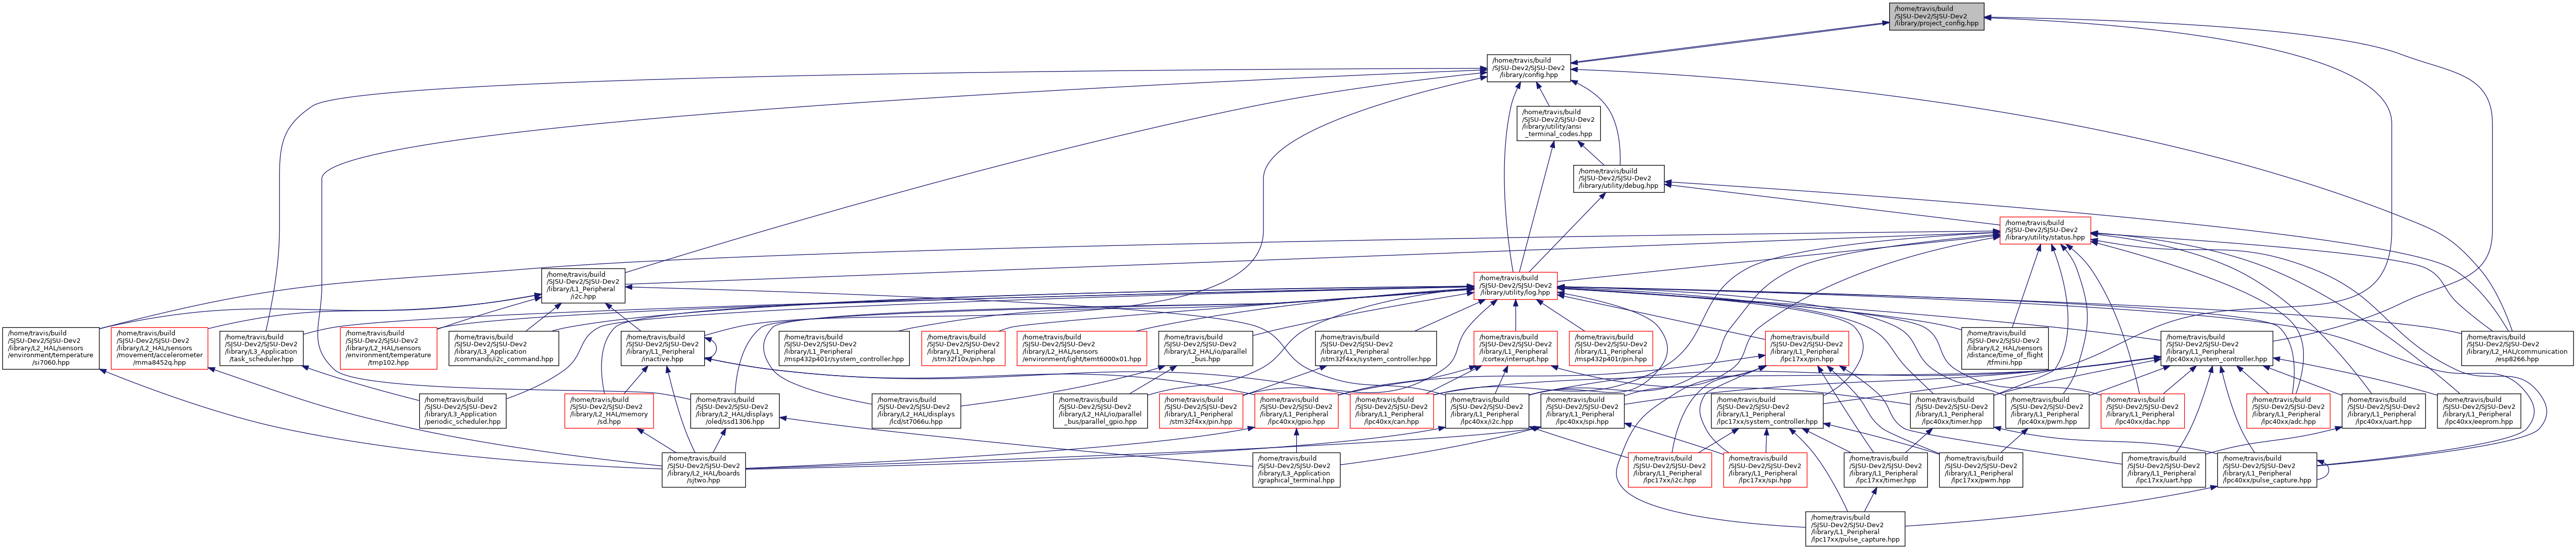 /home/travis/build
/SJSU-Dev2/SJSU-Dev2
/library/project_config.hpp
/home/travis/build
/SJSU-Dev2/SJSU-Dev2
/library/config.hpp
/home/travis/build
/SJSU-Dev2/SJSU-Dev2
/library/utility/ansi
_terminal_codes.hpp
/home/travis/build
/SJSU-Dev2/SJSU-Dev2
/library/utility/debug.hpp
/home/travis/build
/SJSU-Dev2/SJSU-Dev2
/library/utility/status.hpp
/home/travis/build
/SJSU-Dev2/SJSU-Dev2
/library/L1_Peripheral
/i2c.hpp
/home/travis/build
/SJSU-Dev2/SJSU-Dev2
/library/utility/log.hpp
/home/travis/build
/SJSU-Dev2/SJSU-Dev2
/library/L2_HAL/sensors
/environment/temperature
/si7060.hpp
/home/travis/build
/SJSU-Dev2/SJSU-Dev2
/library/L2_HAL/sensors
/movement/accelerometer
/mma8452q.hpp
/home/travis/build
/SJSU-Dev2/SJSU-Dev2
/library/L3_Application
/task_scheduler.hpp
/home/travis/build
/SJSU-Dev2/SJSU-Dev2
/library/L2_HAL/sensors
/environment/temperature
/tmp102.hpp
/home/travis/build
/SJSU-Dev2/SJSU-Dev2
/library/L3_Application
/commands/i2c_command.hpp
/home/travis/build
/SJSU-Dev2/SJSU-Dev2
/library/L1_Peripheral
/inactive.hpp
/home/travis/build
/SJSU-Dev2/SJSU-Dev2
/library/L1_Peripheral
/msp432p401r/system_controller.hpp
/home/travis/build
/SJSU-Dev2/SJSU-Dev2
/library/L1_Peripheral
/stm32f10x/pin.hpp
/home/travis/build
/SJSU-Dev2/SJSU-Dev2
/library/L2_HAL/sensors
/environment/light/temt6000x01.hpp
/home/travis/build
/SJSU-Dev2/SJSU-Dev2
/library/L2_HAL/io/parallel
_bus.hpp
/home/travis/build
/SJSU-Dev2/SJSU-Dev2
/library/L1_Peripheral
/stm32f4xx/system_controller.hpp
/home/travis/build
/SJSU-Dev2/SJSU-Dev2
/library/L1_Peripheral
/cortex/interrupt.hpp
/home/travis/build
/SJSU-Dev2/SJSU-Dev2
/library/L1_Peripheral
/msp432p401r/pin.hpp
/home/travis/build
/SJSU-Dev2/SJSU-Dev2
/library/L1_Peripheral
/lpc17xx/pin.hpp
/home/travis/build
/SJSU-Dev2/SJSU-Dev2
/library/L2_HAL/sensors
/distance/time_of_flight
/tfmini.hpp
/home/travis/build
/SJSU-Dev2/SJSU-Dev2
/library/L1_Peripheral
/lpc40xx/system_controller.hpp
/home/travis/build
/SJSU-Dev2/SJSU-Dev2
/library/L2_HAL/communication
/esp8266.hpp
/home/travis/build
/SJSU-Dev2/SJSU-Dev2
/library/L3_Application
/periodic_scheduler.hpp
/home/travis/build
/SJSU-Dev2/SJSU-Dev2
/library/L2_HAL/memory
/sd.hpp
/home/travis/build
/SJSU-Dev2/SJSU-Dev2
/library/L2_HAL/displays
/oled/ssd1306.hpp
/home/travis/build
/SJSU-Dev2/SJSU-Dev2
/library/L2_HAL/displays
/lcd/st7066u.hpp
/home/travis/build
/SJSU-Dev2/SJSU-Dev2
/library/L2_HAL/io/parallel
_bus/parallel_gpio.hpp
/home/travis/build
/SJSU-Dev2/SJSU-Dev2
/library/L1_Peripheral
/stm32f4xx/pin.hpp
/home/travis/build
/SJSU-Dev2/SJSU-Dev2
/library/L1_Peripheral
/lpc40xx/gpio.hpp
/home/travis/build
/SJSU-Dev2/SJSU-Dev2
/library/L1_Peripheral
/lpc40xx/can.hpp
/home/travis/build
/SJSU-Dev2/SJSU-Dev2
/library/L1_Peripheral
/lpc40xx/i2c.hpp
/home/travis/build
/SJSU-Dev2/SJSU-Dev2
/library/L1_Peripheral
/lpc40xx/spi.hpp
/home/travis/build
/SJSU-Dev2/SJSU-Dev2
/library/L1_Peripheral
/lpc17xx/system_controller.hpp
/home/travis/build
/SJSU-Dev2/SJSU-Dev2
/library/L1_Peripheral
/lpc40xx/timer.hpp
/home/travis/build
/SJSU-Dev2/SJSU-Dev2
/library/L1_Peripheral
/lpc40xx/pwm.hpp
/home/travis/build
/SJSU-Dev2/SJSU-Dev2
/library/L1_Peripheral
/lpc40xx/dac.hpp
/home/travis/build
/SJSU-Dev2/SJSU-Dev2
/library/L1_Peripheral
/lpc40xx/adc.hpp
/home/travis/build
/SJSU-Dev2/SJSU-Dev2
/library/L1_Peripheral
/lpc40xx/uart.hpp
/home/travis/build
/SJSU-Dev2/SJSU-Dev2
/library/L1_Peripheral
/lpc40xx/eeprom.hpp
/home/travis/build
/SJSU-Dev2/SJSU-Dev2
/library/L2_HAL/boards
/sjtwo.hpp
/home/travis/build
/SJSU-Dev2/SJSU-Dev2
/library/L3_Application
/graphical_terminal.hpp
/home/travis/build
/SJSU-Dev2/SJSU-Dev2
/library/L1_Peripheral
/lpc17xx/i2c.hpp
/home/travis/build
/SJSU-Dev2/SJSU-Dev2
/library/L1_Peripheral
/lpc17xx/spi.hpp
/home/travis/build
/SJSU-Dev2/SJSU-Dev2
/library/L1_Peripheral
/lpc17xx/timer.hpp
/home/travis/build
/SJSU-Dev2/SJSU-Dev2
/library/L1_Peripheral
/lpc17xx/pwm.hpp
/home/travis/build
/SJSU-Dev2/SJSU-Dev2
/library/L1_Peripheral
/lpc17xx/uart.hpp
/home/travis/build
/SJSU-Dev2/SJSU-Dev2
/library/L1_Peripheral
/lpc40xx/pulse_capture.hpp
/home/travis/build
/SJSU-Dev2/SJSU-Dev2
/library/L1_Peripheral
/lpc17xx/pulse_capture.hpp